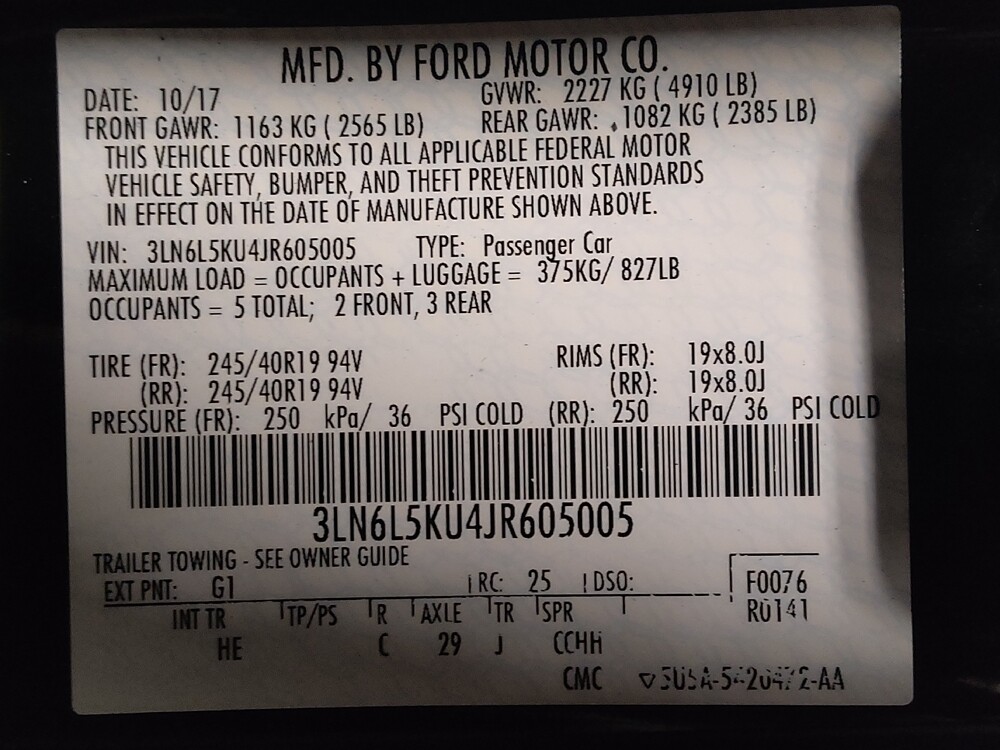 MFD. BY FORD MOTOR CO.
DATE: 10/17 GVWR: 2227 KG ( 4910 LB)
FRONT GAWR: 1163 KG ( 2565 LB) REAR GAWR: 1082 KG ( 2385 LB)
THIS VEHICLE CONFORMS TO ALL APPLICABLE FEDERAL MOTOR
VEHICLE SAFETY, BUMPER, AND THEFT PREVENTION STANDARDS
IN EFFECT ON THE DATE OF MANUFACTURE SHOWN ABOVE.
VIN: 3LN6L5KU4JR605005 TYPE: Passenger Car
MAXIMUM LOAD = OCCUPANTS + LUGGAGE = 375KG/ 827LB
OCCUPANTS = 5 TOTAL; 2 FRONT, 3 REAR
TIRE (FR): 245/40R19 94V RIMS (FR): 19x8.0J
(RR): 245/40R19 94V (RR): 19x8.0J
PRESSURE (FR): 250 kPa/ 36 PSI COLD (RR): 250 kPa/ 36 PSI COLD
3LN6L5KU4JR605005
TRAILER TOWING - SEE OWNER GUIDE
EXT PNT: G1 RC: 25 DSO: F0076
INT TR TP/PS R AXLE TR SPR R0141
HE C 29 J CCHH
CMC